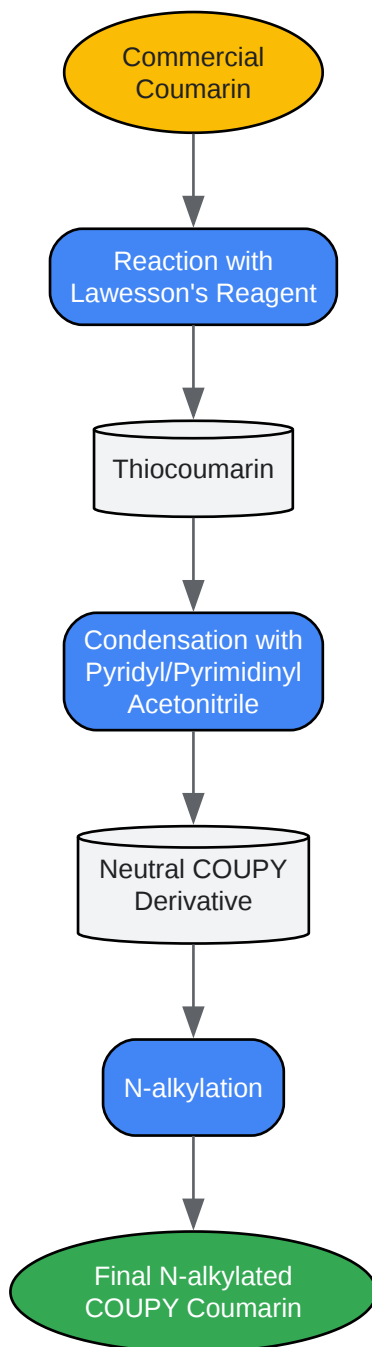 Commercial
Coumarin
Reaction with
Lawesson's Reagent
Thiocoumarin
Condensation with
Pyridyl/Pyrimidinyl
Acetonitrile
Neutral COUPY
Derivative
N-alkylation
Final N-alkylated
COUPY Coumarin